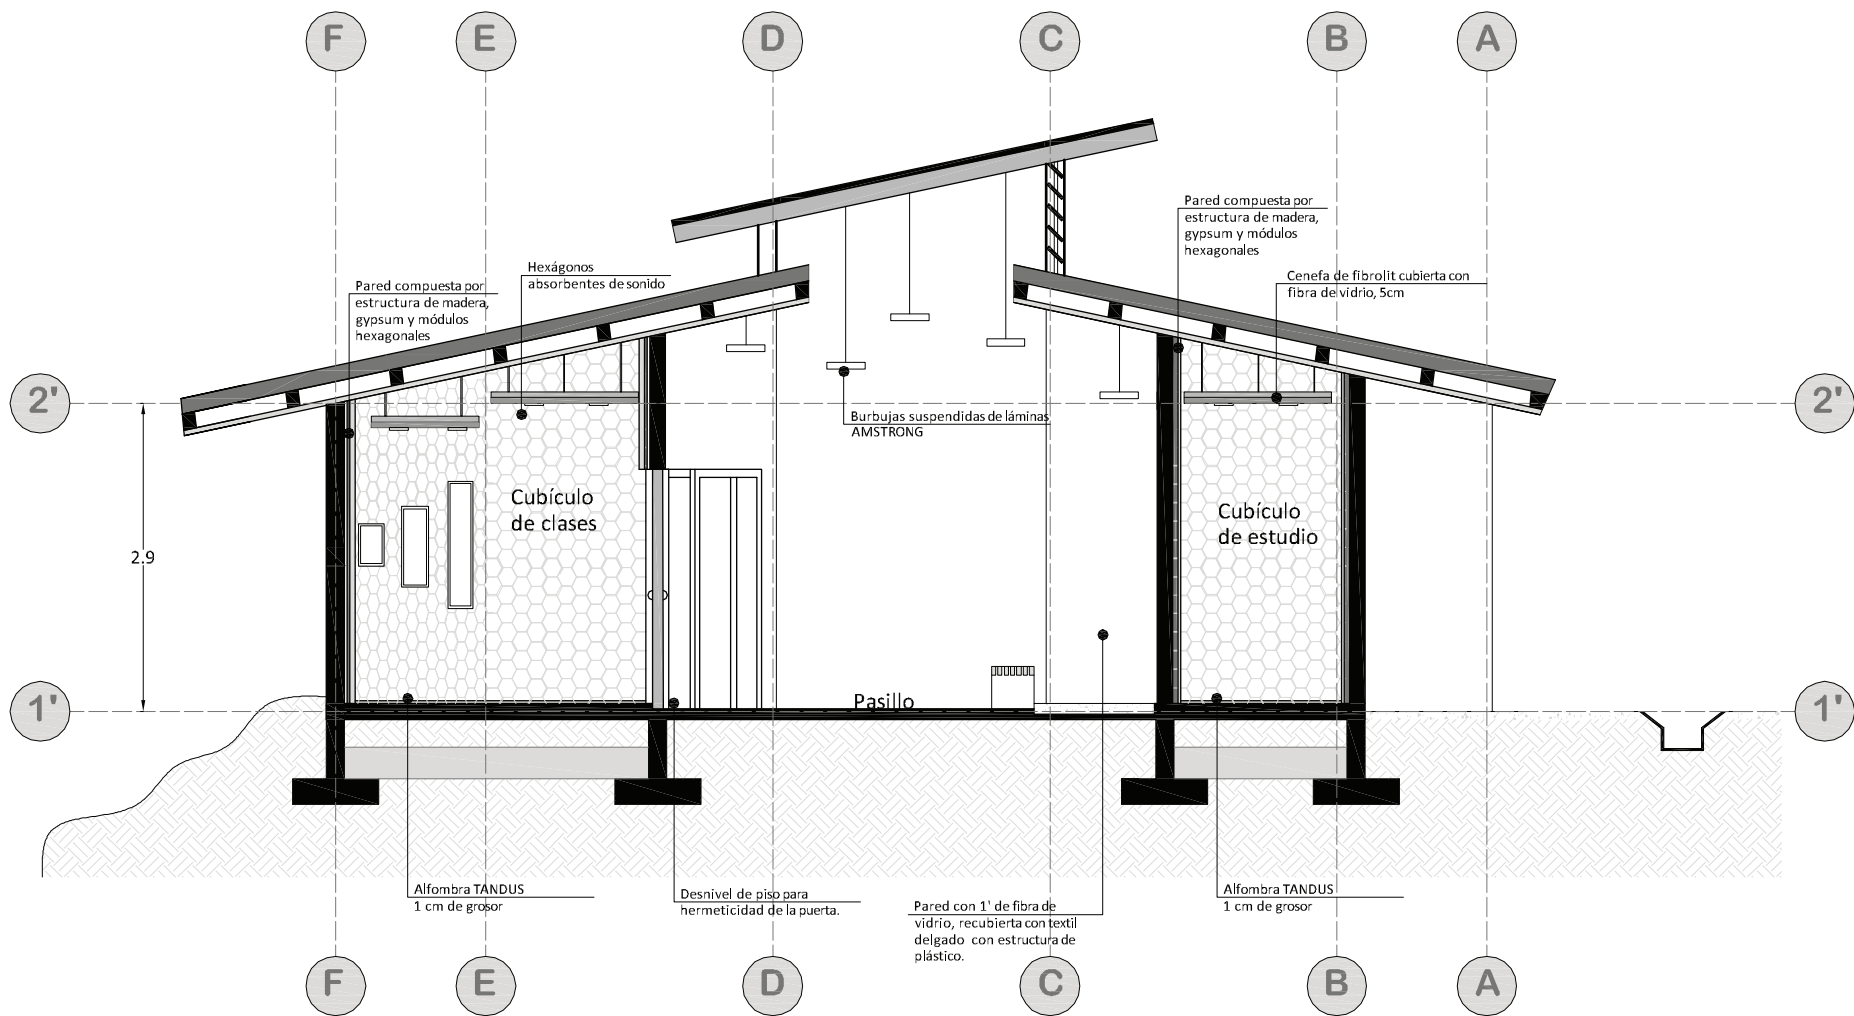 F E D C B A
Pared compuesta por
estructura de madera,
gypsum y módulos
hexagonales
Hexágonos
absorbentes de sonido
Cenefa de fibrolit cubierta con
fibra de vidrio, 5cm
Pared compuesta por
estructura de madera,
gypsum y módulos
hexagonales
2' 2'
Burbujas suspendidas de láminas
AMSTRONG
Cubículo
de clases
Cubículo
de estudio
2.9
Pasillo
1' 1'
Alfombra TANDUS
1 cm de grosor
Desnivel de piso para
hermeticidad de la puerta.
Pared con 1' de fibra de
vidrio, recubierta con textil
delgado con estructura de
plástico.
Alfombra TANDUS
1 cm de grosor
F E D C B A